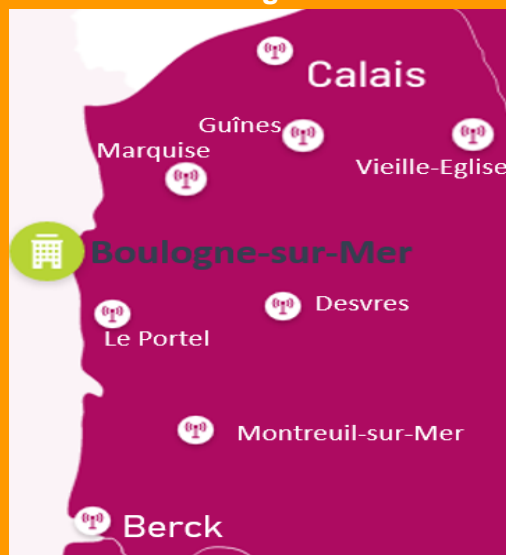 Calais
Guînes
Marquise
Vieille-Eglise
Boulogne-sur-Mer
Desvres
Le Portel
Montreuil-sur-Mer
Berck